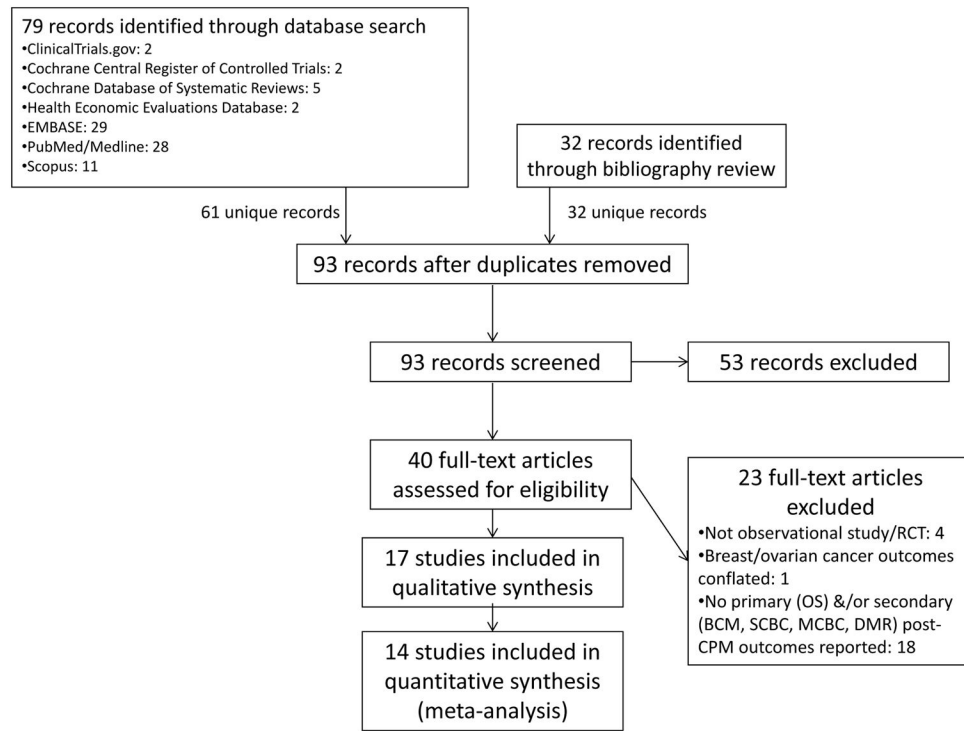 79 records identified through database search
•ClinicalTrials.gov: 2
•Cochrane Central Register of Controlled Trials: 2
•Cochrane Database of Systematic Reviews: 5
•Health Economic Evaluations Database: 2
•EMBASE: 29
•PubMed/Medline: 28
•Scopus: 11
32 records identified
through bibliography review
61 unique records
32 unique records
93 records after duplicates removed
93 records screened
53 records excluded
40 full-text articles
assessed for eligibility
23 full-text articles
excluded
•Not observational study/RCT: 4
•Breast/ovarian cancer outcomes
conflated: 1
•No primary (OS) &/or secondary
(BCM, SCBC, MCBC, DMR) post-
CPM outcomes reported: 18
17 studies included in
qualitative synthesis
14 studies included in
quantitative synthesis
(meta-analysis)